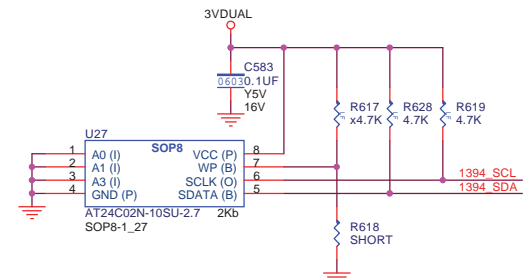 3VDUAL
C583
0603 0.1UF
Y5V
16V
R617
x4.7K
R628
4.7K
R619
4.7K
U27
SOP8
1 A0 (I) VCC (P) 8
2 A1 (I) WP (B) 7
3 A3 (I) SCLK (O) 6
4 GND (P) SDATA (B) 5
1394_SCL
1394_SDA
AT24C02N-10SU-2.7 2Kb
SOP8-1_27
R618
SHORT